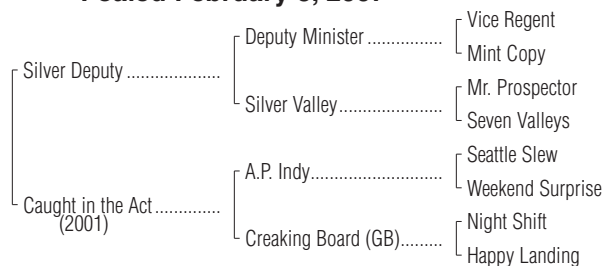 Vice Regent
Deputy Minister ................
Mint Copy
Silver Deputy ....................
Mr. Prospector
Silver Valley......................
Seven Valleys
Seattle Slew
A.P. Indy...........................
Weekend Surprise
Caught in the Act..............
(2001)
Night Shift
Creaking Board (GB).........
Happy Landing